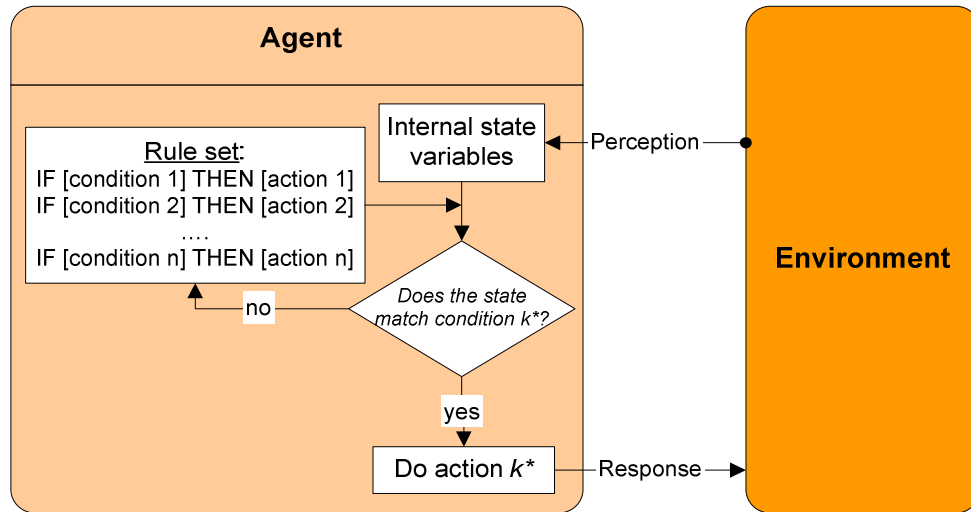 Agent
Internal state
variables
Perception
Rule set:
IF [condition 1] THEN [action 1]
IF [condition 2] THEN [action 2]
….
IF [condition n] THEN [action n]
Environment
Does the state
match condition k*?
no
yes
Do action k*
Response